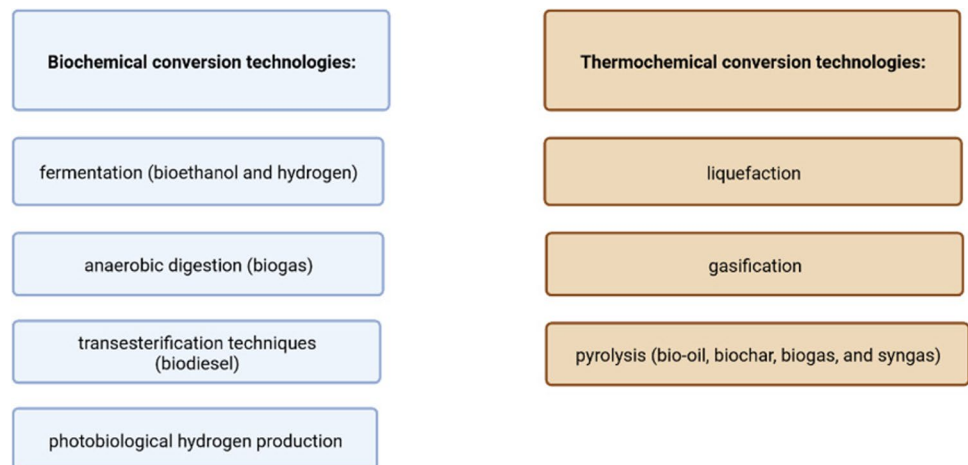 Biochemical conversion technologies:
fermentation (bioethanol and hydrogen)
anaerobic digestion (biogas)
transesterification techniques
(biodiesel)
photobiological hydrogen production
Thermochemical conversion technologies:
liquefaction
gasification
pyrolysis (bio-oil, biochar, biogas, and syngas)